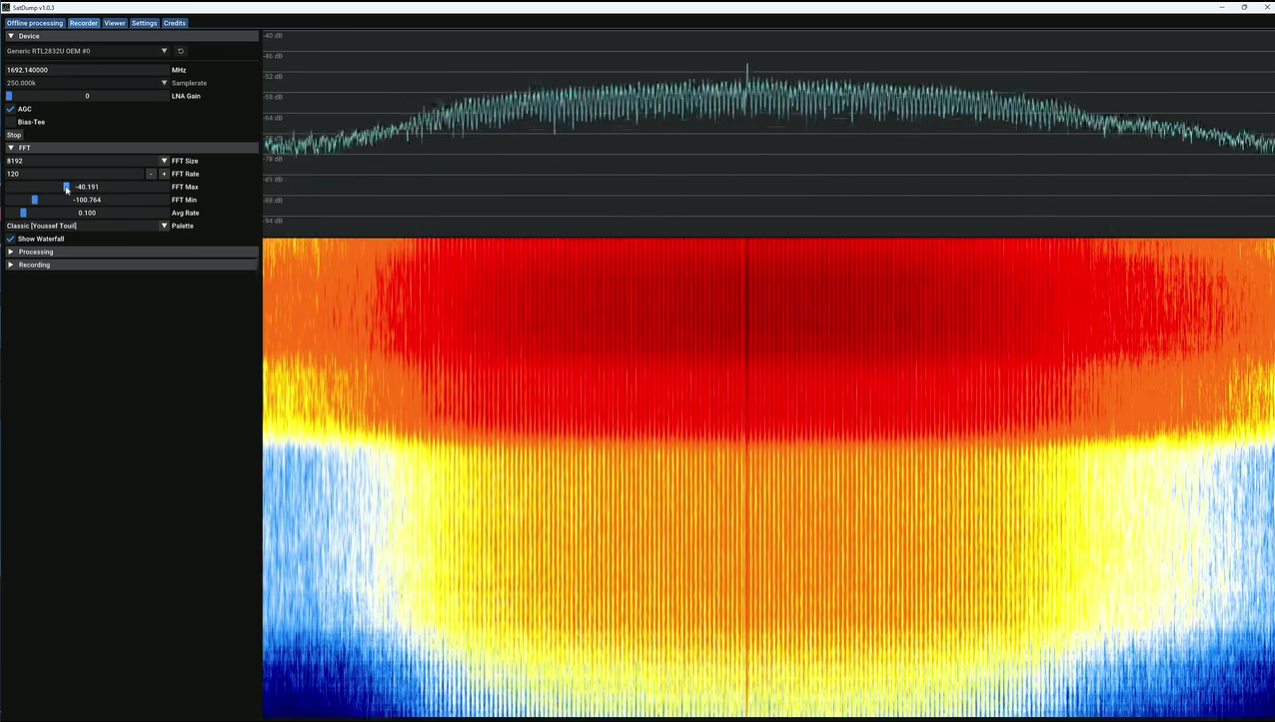 SatDump v1.0.3
Offline processing Recorder Viewer Settings Credits
Device
Generic RTL2832U OEM #0
1692.140000 MHz
250.000k Samplerate
0 LNA Gain
AGC
Bias-Tee
Stop
FFT
8192 FFT Size
120 - + FFT Rate
-40.191 FFT Max
-100.764 FFT Min
0.100 Avg Rate
Classic [Youssef Touil] Palette
Show Waterfall
Processing
Recording
-40 dB
-46 dB
-52 dB
-58 dB
-64 dB
-78 dB
-94 dB